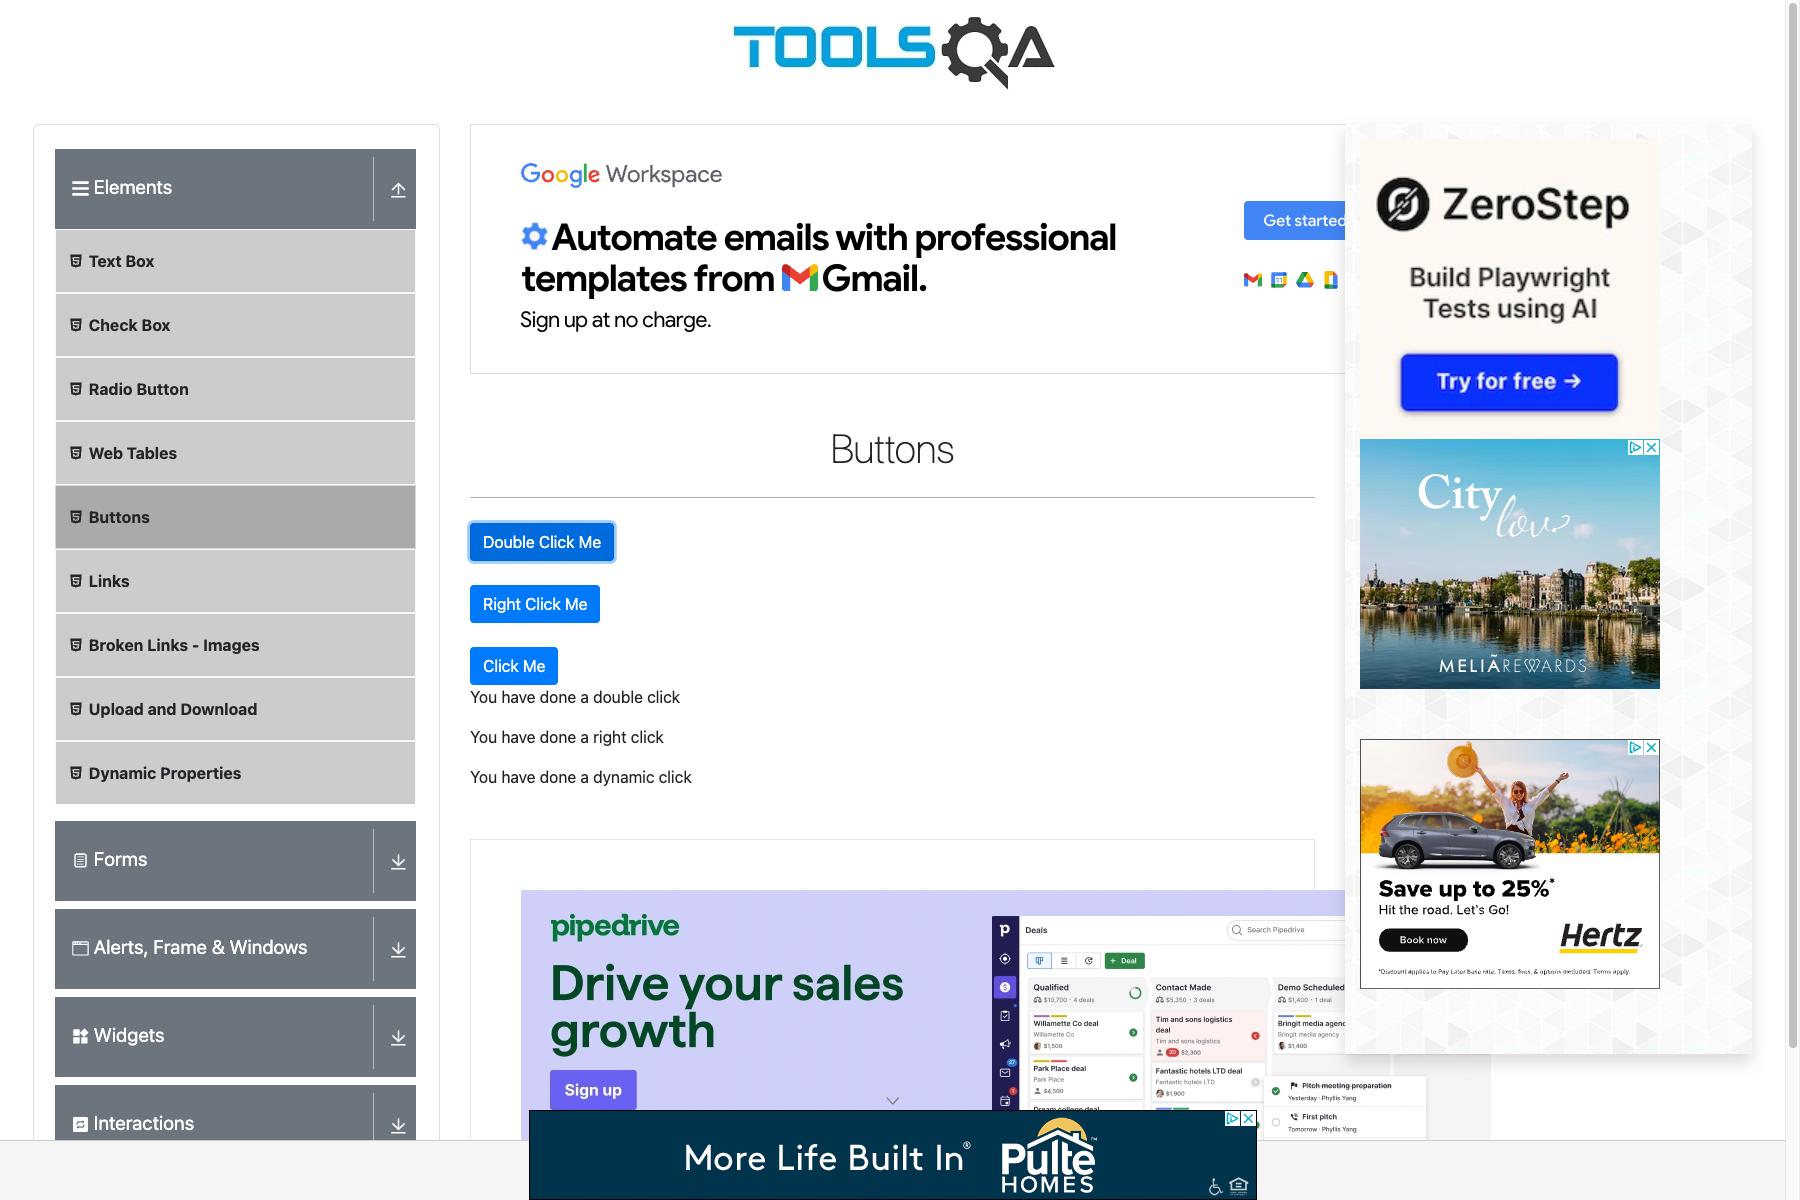 TOOLSQA
Elements
Text Box
Check Box
Radio Button
Web Tables
Buttons
Links
Broken Links - Images
Upload and Download
Dynamic Properties
Forms
Alerts, Frame & Windows
Widgets
Interactions
Google Workspace
Automate emails with professional
templates from Gmail.
Sign up at no charge.
Get started
Buttons
Double Click Me
Right Click Me
Click Me
You have done a double click
You have done a right click
You have done a dynamic click
pipedrive
Drive your sales
growth
Sign up
Deals
Search Pipedrive
+ Deal
Qualified
$10,700 · 4 deals
Willamette Co deal
Willamette Co
$1,500
Park Place deal
Park Place
$4,500
Dream college deal
Contact Made
$5,350 · 3 deals
Tim and sons logistics
deal
Tim and sons logistics
3D $2,300
Fantastic hotels LTD deal
Fantastic hotels LTD
$1,900
Demo Scheduled
$1,400 · 1 deal
Bringit media agenc
Bringit media agency
$1,400
Pitch meeting preparation
Yesterday · Phyllis Yang
First pitch
Tomorrow · Phyllis Yang
ZeroStep
Build Playwright
Tests using AI
Try for free →
City
love
MELIÃ REWARDS
Save up to 25%*
Hit the road. Let's Go!
Book now
Hertz
*Discount applies to Pay Later base rate. Taxes, fees, & options excluded. Terms apply.
More Life Built In®
Pulte
HOMES